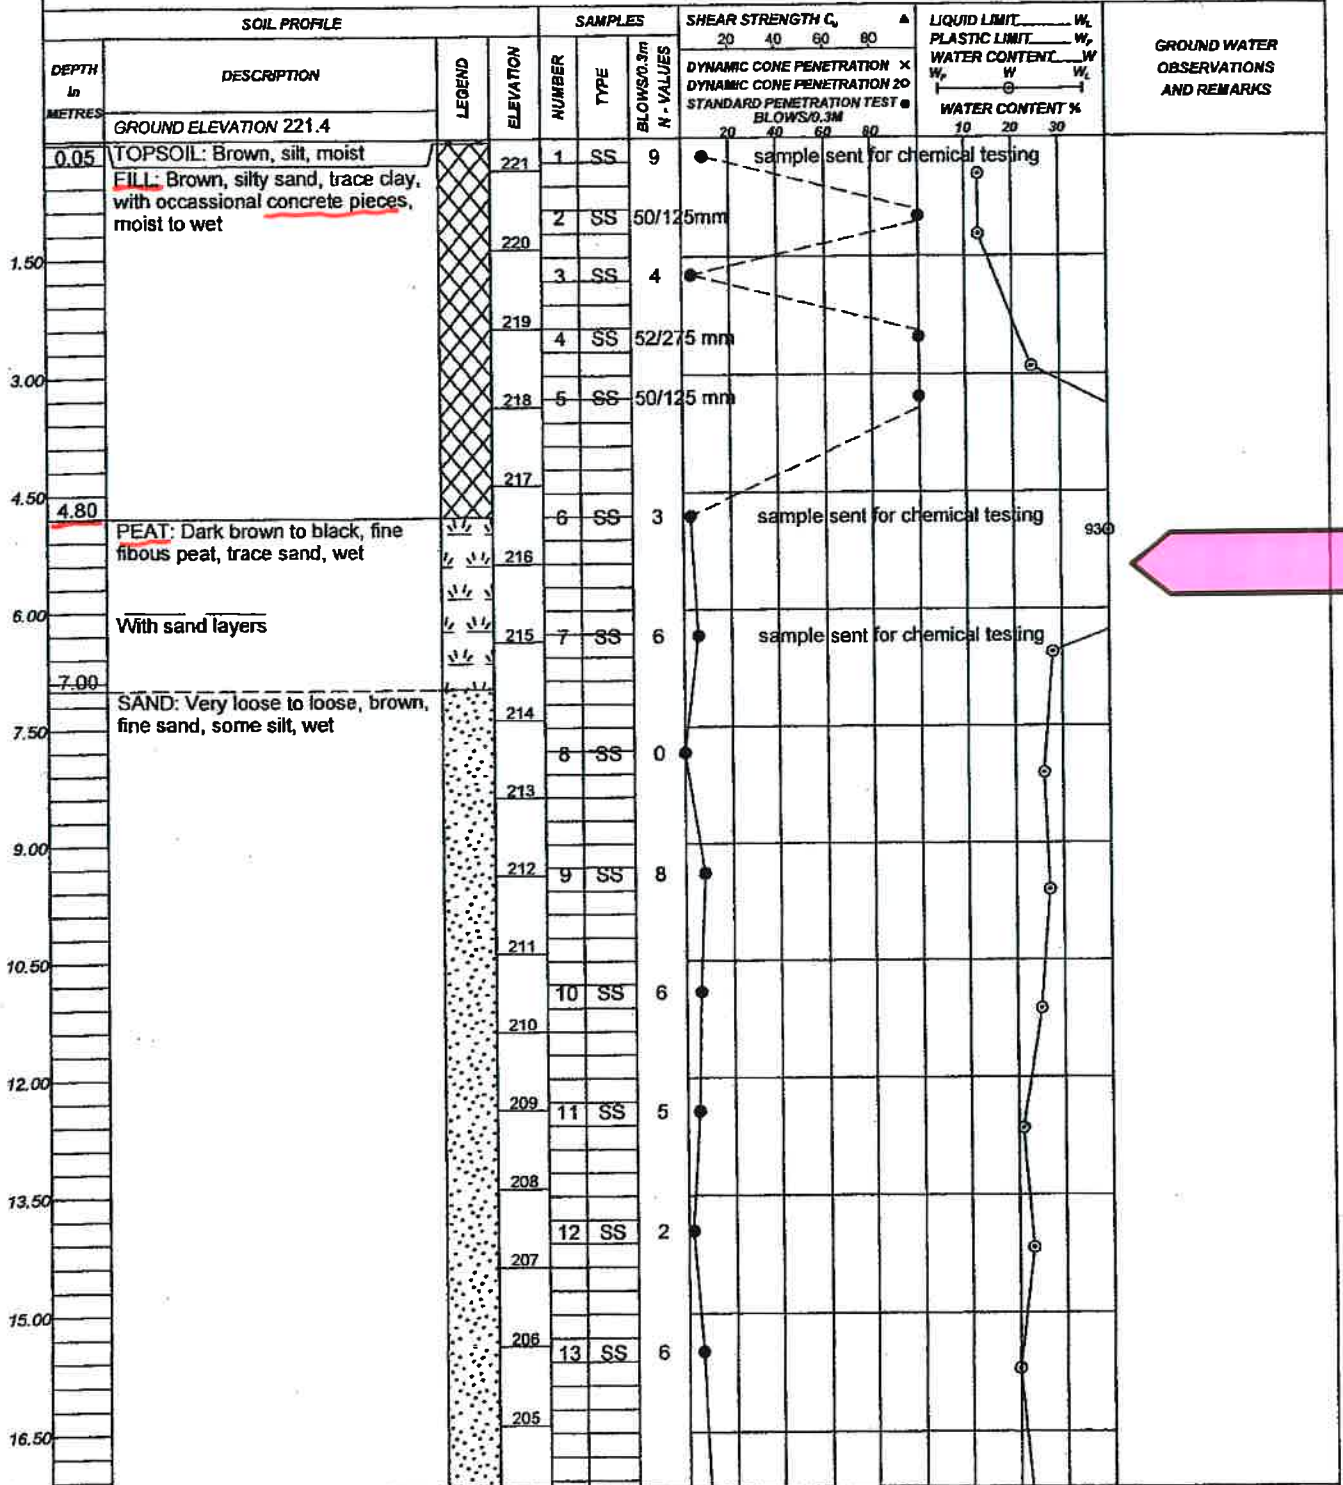 SOIL PROFILE
SAMPLES
DEPTH
in
METRES
DESCRIPTION
GROUND ELEVATION 221.4
LEGEND
ELEVATION
NUMBER
TYPE
BLOWS/0.3m
N - VALUES
SHEAR STRENGTH Cu ▲
20 40 60 80
DYNAMIC CONE PENETRATION ×
DYNAMIC CONE PENETRATION 2○
STANDARD PENETRATION TEST ●
BLOWS/0.3M
20 40 60 80
LIQUID LIMIT WL
PLASTIC LIMIT WP
WATER CONTENT W
WP W WL
WATER CONTENT %
10 20 30
GROUND WATER
OBSERVATIONS
AND REMARKS
0.05 TOPSOIL: Brown, silt, moist
FILL: Brown, silty sand, trace clay,
with occassional concrete pieces,
moist to wet
221 1 SS 9 sample sent for chemical testing
2 SS 50/125mm
220
1.50
3 SS 4
219
4 SS 52/275 mm
3.00
5 SS 50/125 mm
218
217
4.50
4.80
6 SS 3 sample sent for chemical testing 93
PEAT: Dark brown to black, fine
fibous peat, trace sand, wet
216
6.00
With sand layers
215 7 SS 6 sample sent for chemical testing
7.00
SAND: Very loose to loose, brown,
fine sand, some silt, wet
214
7.50
8 SS 0
213
9.00
212 9 SS 8
211
10.50
10 SS 6
210
12.00
209 11 SS 5
208
13.50
12 SS 2
207
15.00
206 13 SS 6
205
16.50